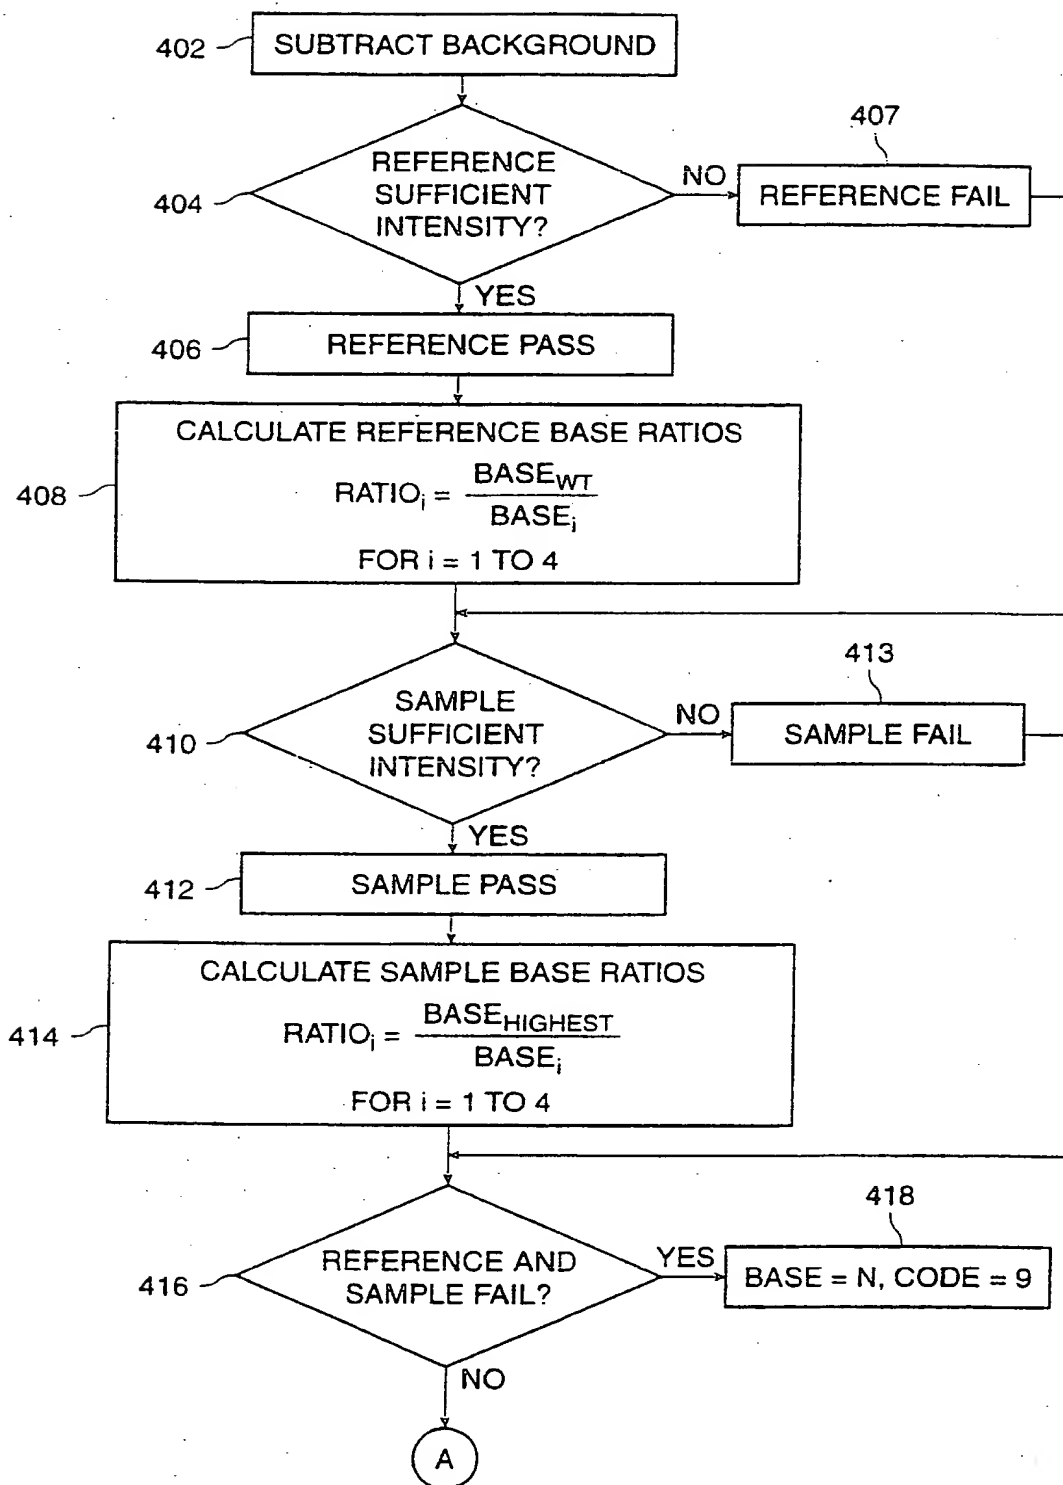 402
SUBTRACT BACKGROUND
404
REFERENCE
SUFFICIENT
INTENSITY?
NO
407
REFERENCE FAIL
YES
406
REFERENCE PASS
408
CALCULATE REFERENCE BASE RATIOS
RATIOi = BASEWT
BASEi
FOR i = 1 TO 4
410
SAMPLE
SUFFICIENT
INTENSITY?
NO
413
SAMPLE FAIL
YES
412
SAMPLE PASS
414
CALCULATE SAMPLE BASE RATIOS
RATIOi = BASEHIGHEST
BASEi
FOR i = 1 TO 4
416
REFERENCE AND
SAMPLE FAIL?
YES
418
BASE = N, CODE = 9
NO
A